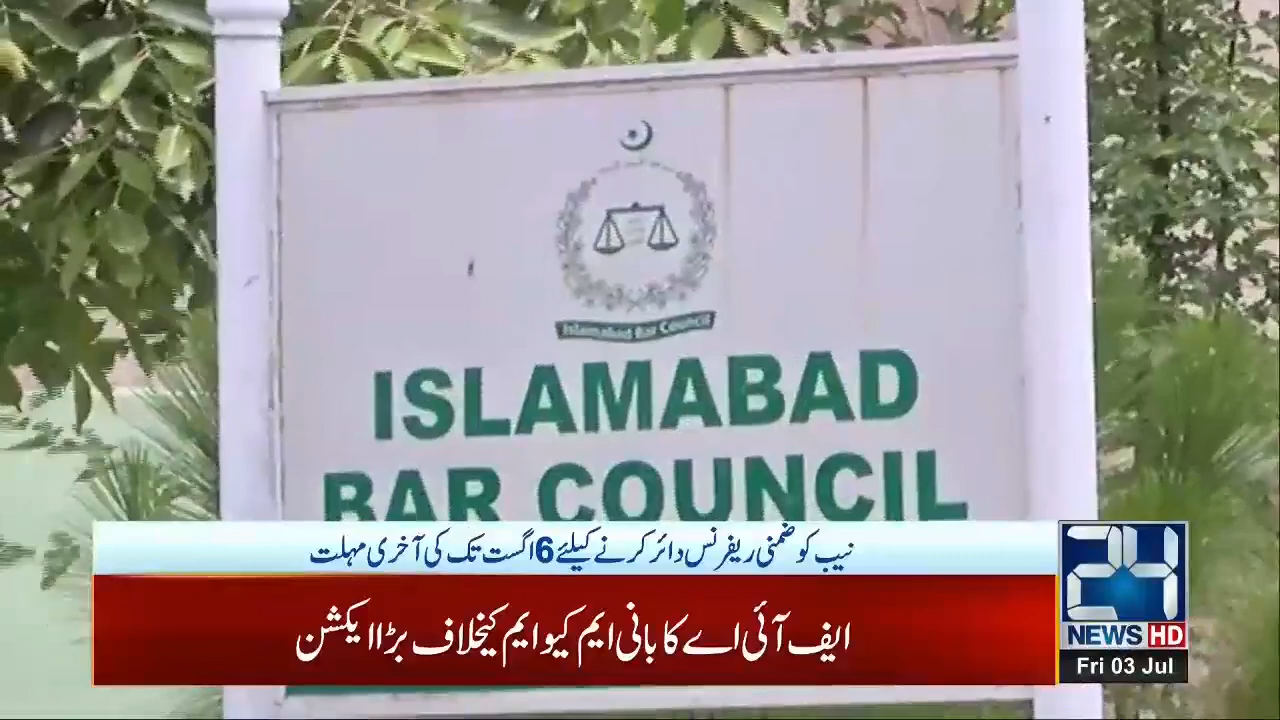 Islamabad Bar Council
ISLAMABAD
BAR COUNCIL
نیب کو ضمنی ریفرنس دائر کرنے کیلئے 6 اگست تک کی آخری مہلت
ایف آئی اے کا بانی ایم کیو ایم کیخلاف بڑا ایکشن
24
NEWS HD
Fri 03 Jul